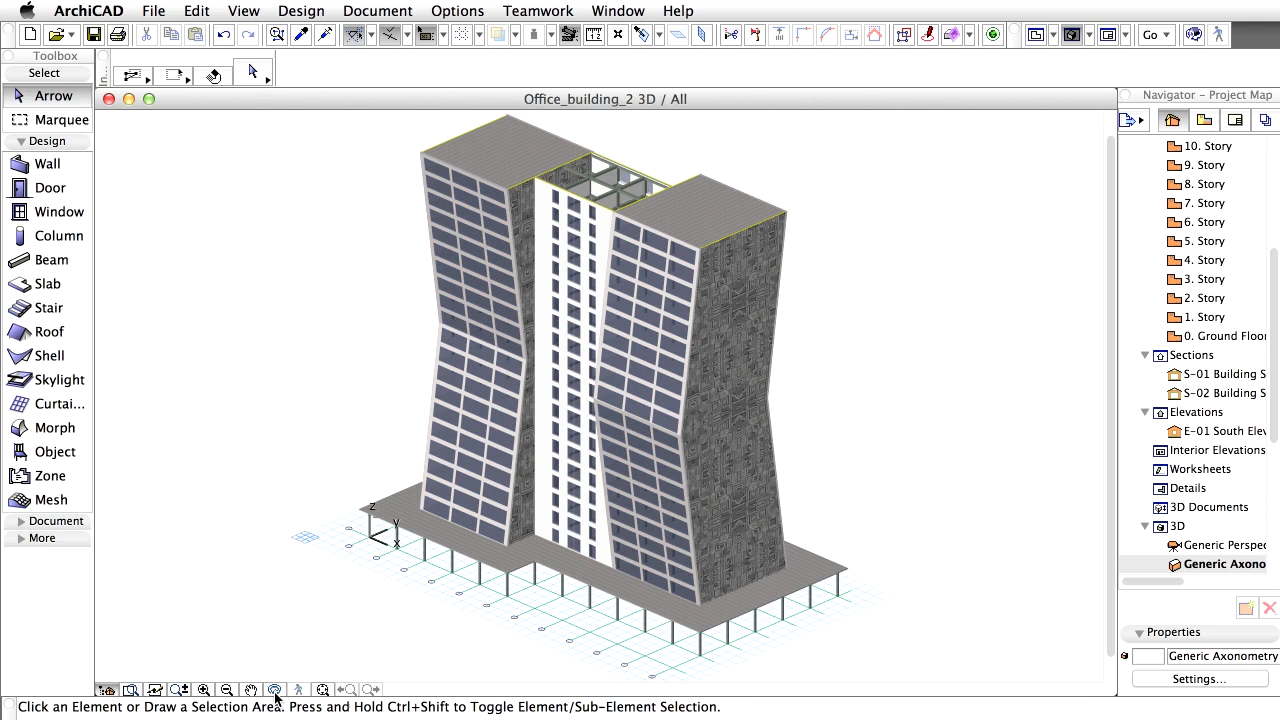 ArchiCAD File Edit View Design Document Options Teamwork Window Help
Toolbox
Select
Arrow
Marquee
Design
Wall
Door
Window
Column
Beam
Slab
Stair
Roof
Shell
Skylight
Curtai...
Morph
Object
Zone
Mesh
Document
More
Go
Office_building_2 3D / All
z
y
x
Navigator - Project Map
10. Story
9. Story
8. Story
7. Story
6. Story
5. Story
4. Story
3. Story
2. Story
1. Story
0. Ground Floo
Sections
S-01 Building S
S-02 Building S
Elevations
E-01 South Elev
Interior Elevations
Worksheets
Details
3D Documents
3D
Generic Perspec
Generic Axono
Properties
Generic Axonometry
Settings...
Click an Element or Draw a Selection Area. Press and Hold Ctrl+Shift to Toggle Element/Sub-Element Selection.